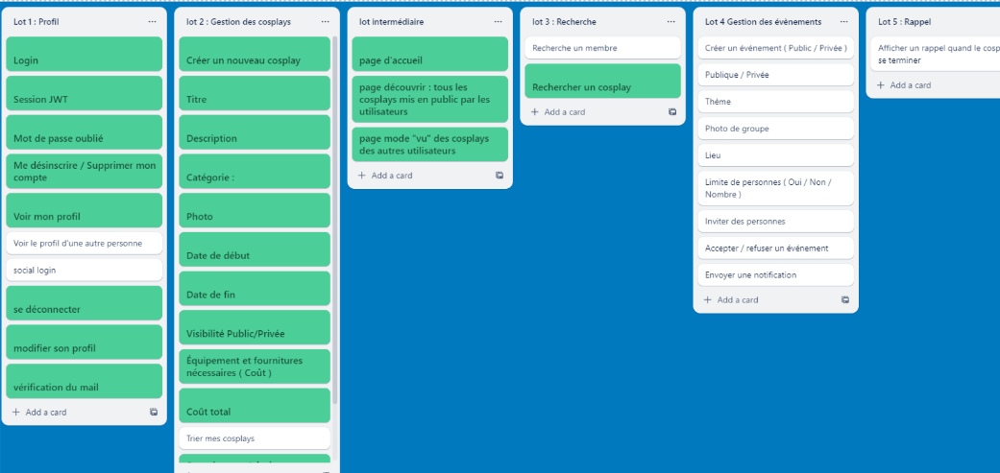 Lot 1 : Profil
Login
Session JWT
Mot de passe oublié
Me désinscrire / Supprimer mon
compte
Voir mon profil
Voir le profil d'une autre personne
social login
se déconnecter
modifier son profil
vérification du mail
+ Add a card
lot 2 : Gestion des cosplays
Créer un nouveau cosplay
Titre
Description
Catégorie :
Photo
Date de début
Date de fin
Visibilité Public/Privée
Équipement et fournitures
nécessaires ( Coût )
Coût total
Trier mes cosplays
lot intermédiaire
page d'accueil
page découvrir : tous les
cosplays mis en public par les
utilisateurs
page mode "vu" des cosplays
des autres utilisateurs
+ Add a card
lot 3 : Recherche
Recherche un membre
Rechercher un cosplay
+ Add a card
Lot 4 Gestion des événements
Créer un événement ( Public / Privée )
Publique / Privée
Thème
Photo de groupe
Lieu
Limite de personnes ( Oui / Non /
Nombre )
Inviter des personnes
Accepter / refuser un événement
Envoyer une notification
+ Add a card
Lot 5 : Rappel
Afficher un rappel quand le cosp
se terminer
+ Add a card